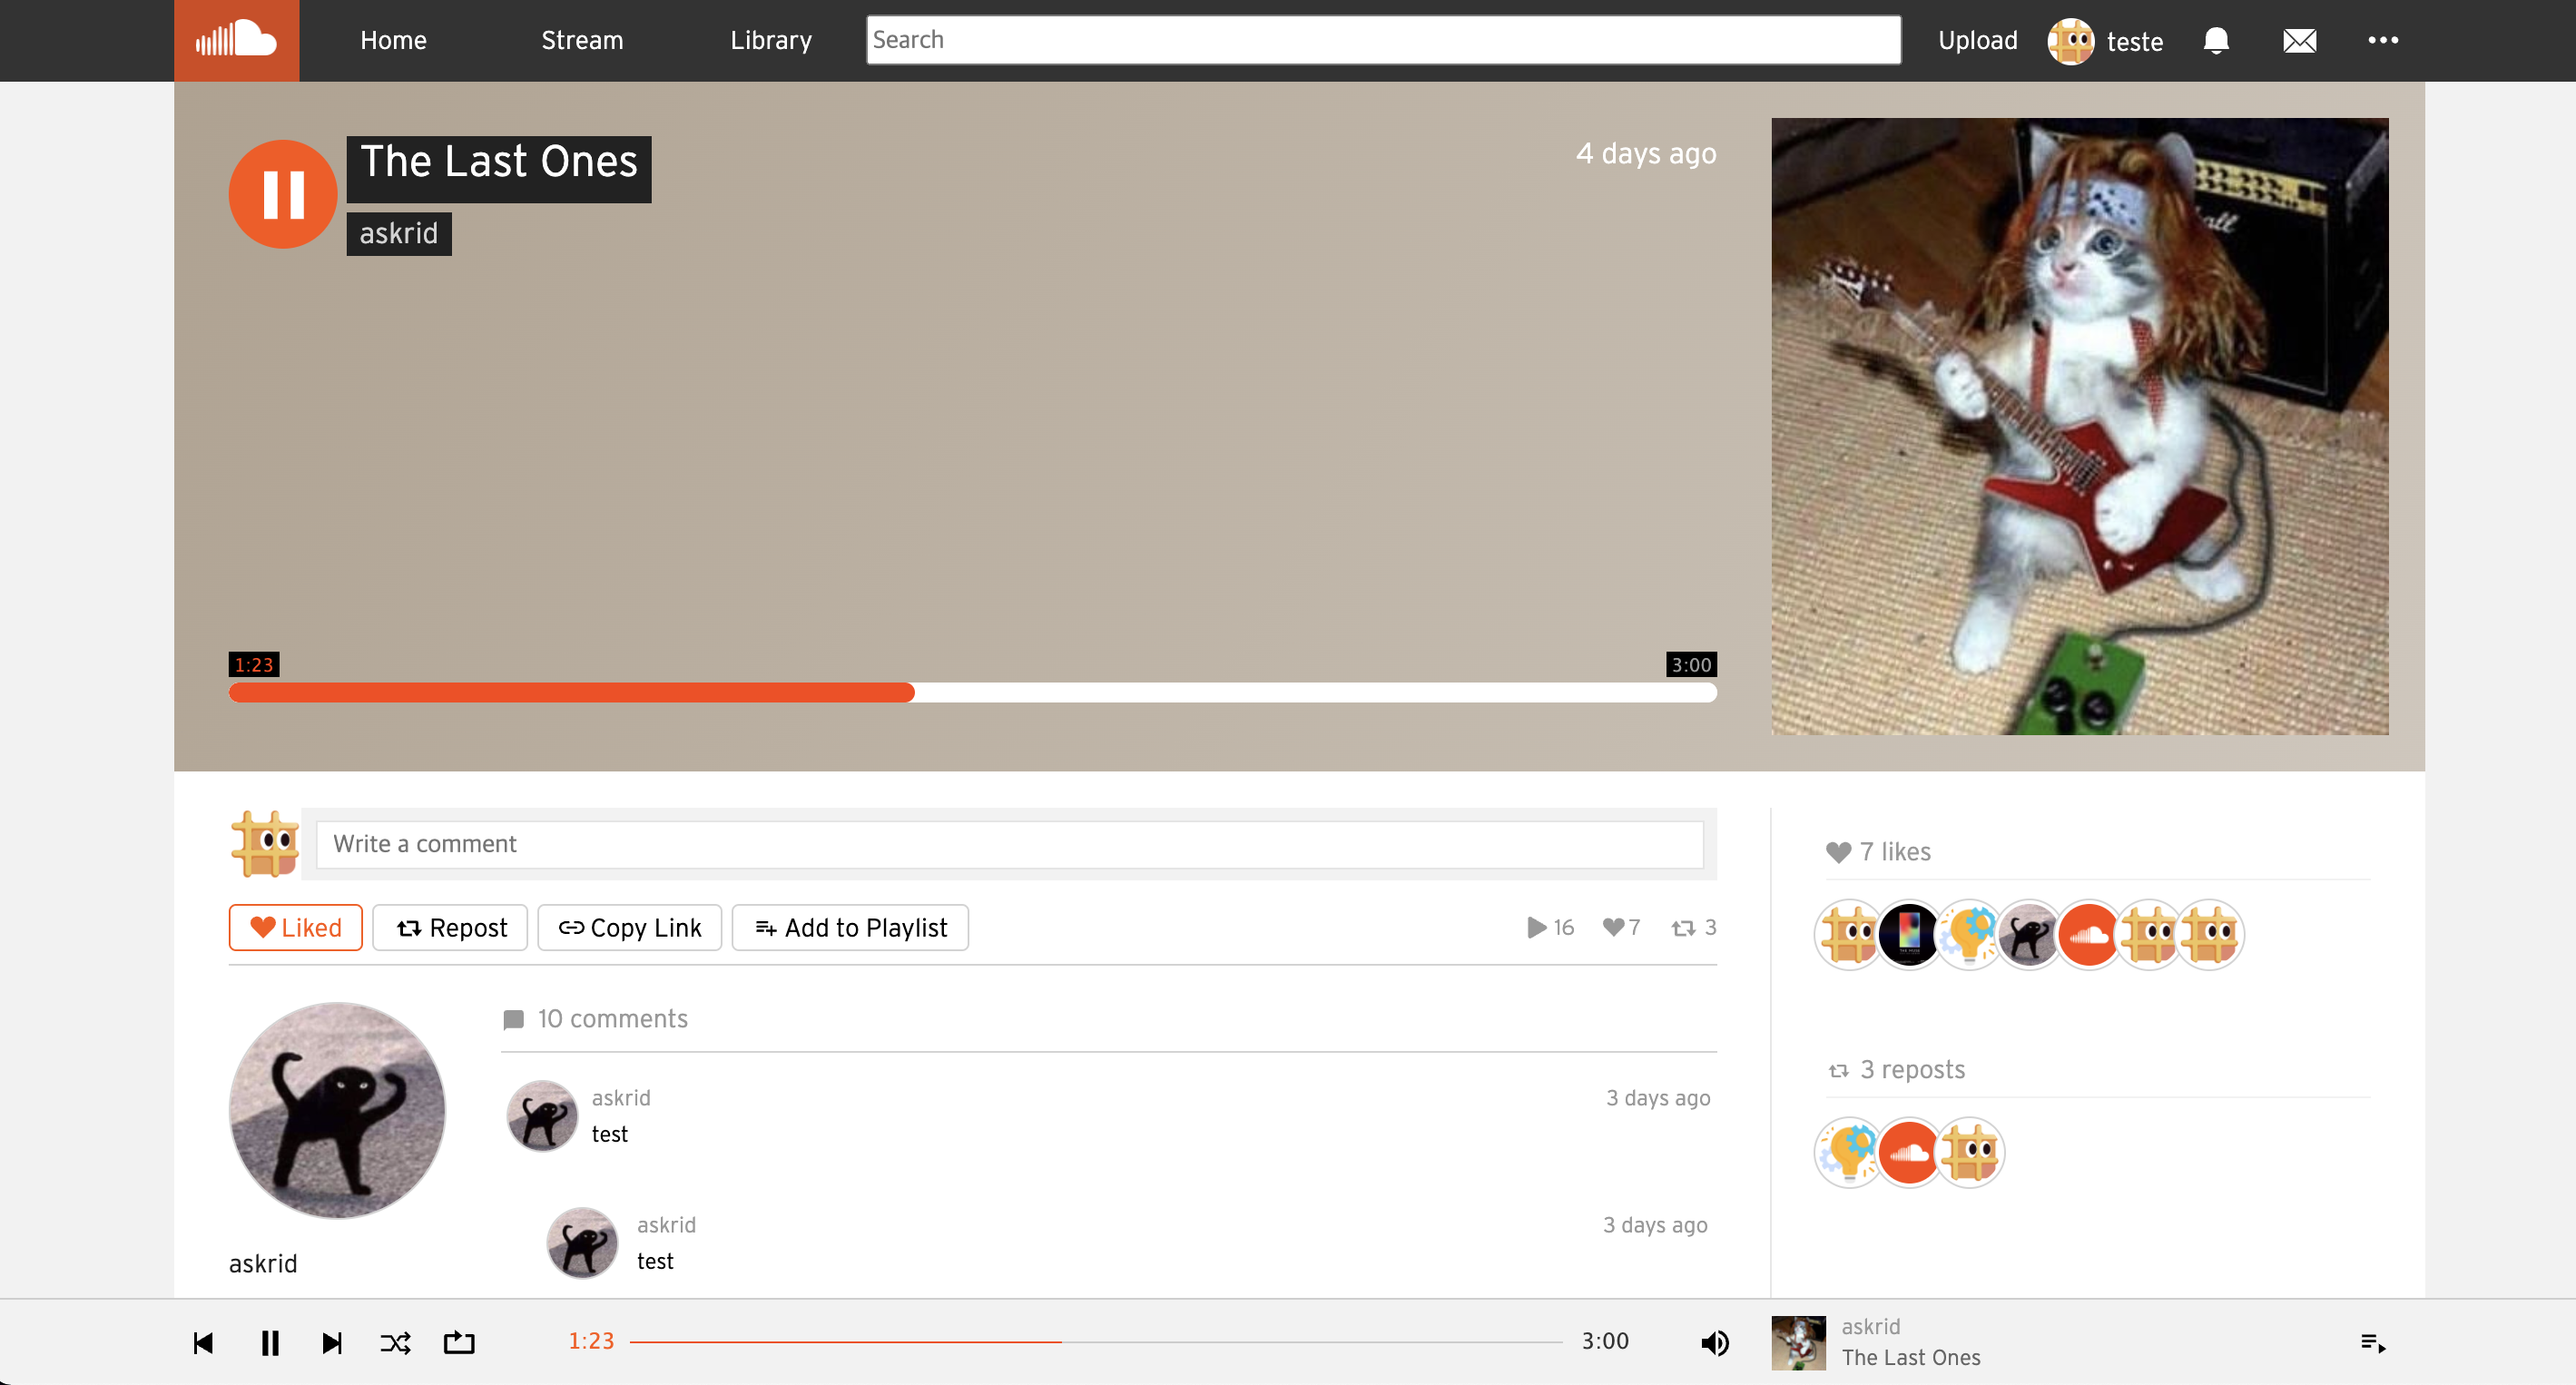 Home Stream Library Search Upload teste
The Last Ones
4 days ago
askrid
all
1:23 3:00
Write a comment
7 likes
Liked Repost Copy Link Add to Playlist 16 7 3
10 comments
askrid 3 days ago
test
3 reposts
askrid 3 days ago
test
askrid
1:23 3:00
askrid
The Last Ones